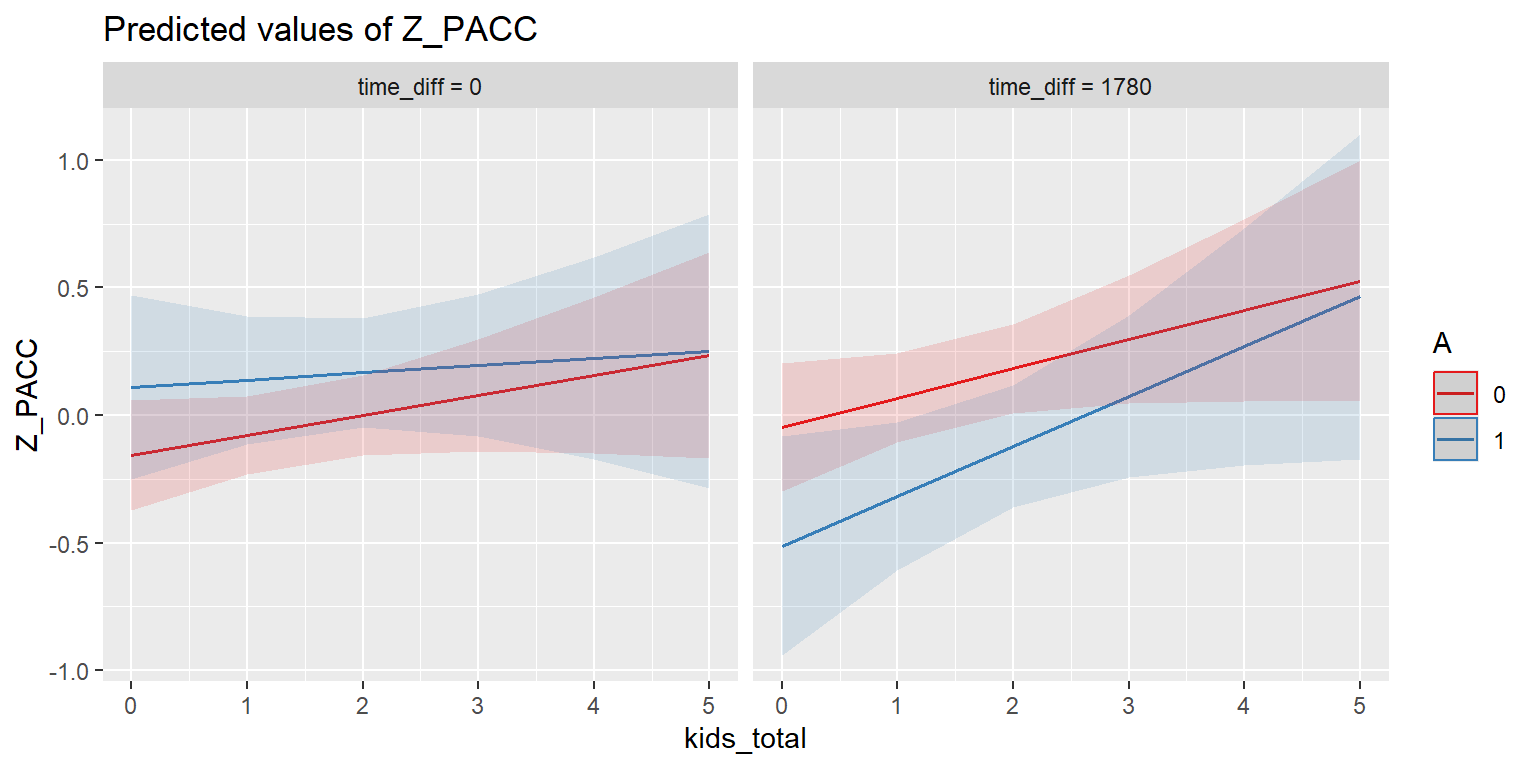 Predicted values of Z_PACC
time_diff = 0
time_diff = 1780
1.0
0.5
0.0
-0.5
-1.0
Z_PACC
0 1 2 3 4 5
0 1 2 3 4 5
kids_total
A
0
1